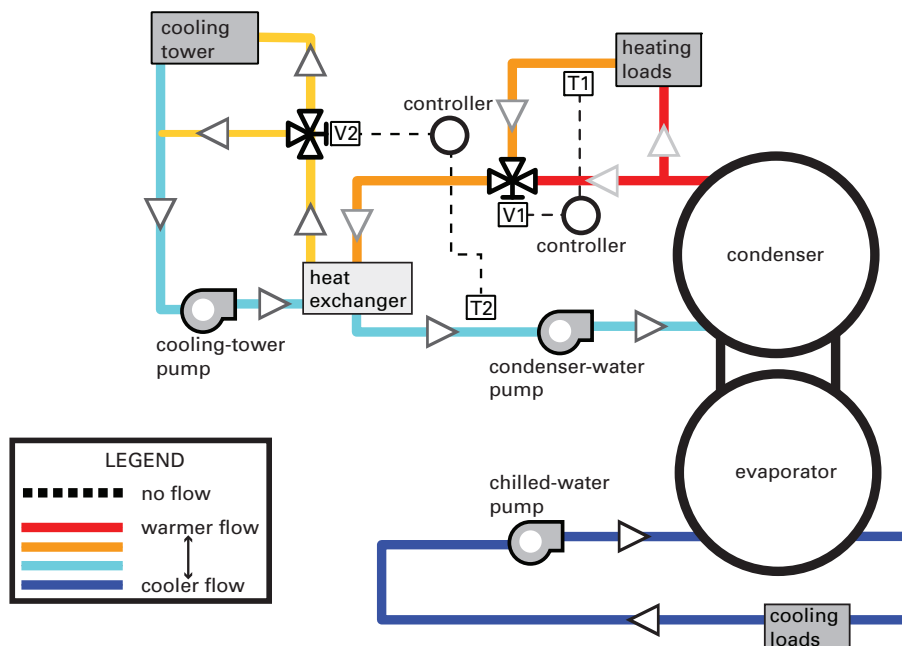 cooling
tower
heating
loads
T1
controller
V2
V1
controller
condenser
heat
exchanger
T2
cooling-tower
pump
condenser-water
pump
LEGEND
no flow
warmer flow
cooler flow
evaporator
chilled-water
pump
cooling
loads